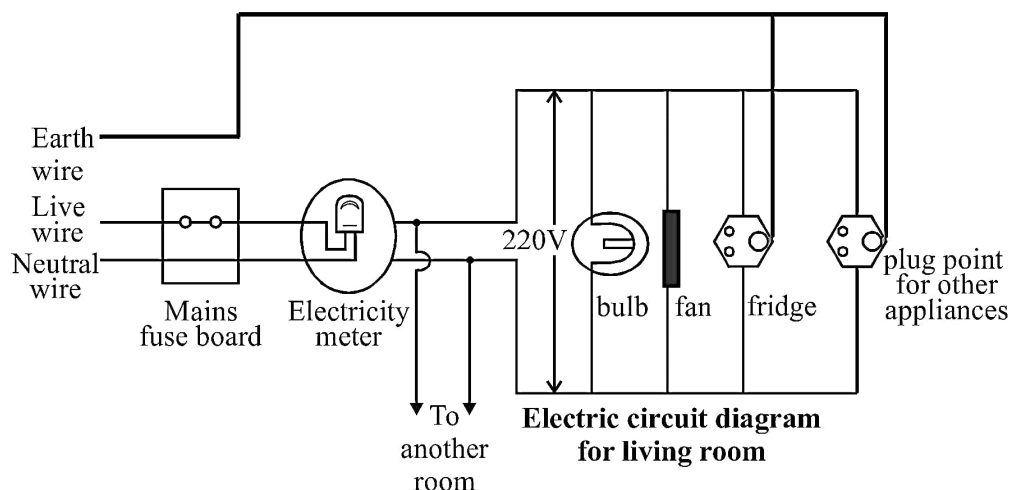 Earth
wire
Live
wire
Neutral
wire
Mains
fuse board
Electricity
meter
To
another
room
220V
bulb
fan
fridge
plug point
for other
appliances
Electric circuit diagram
for living room